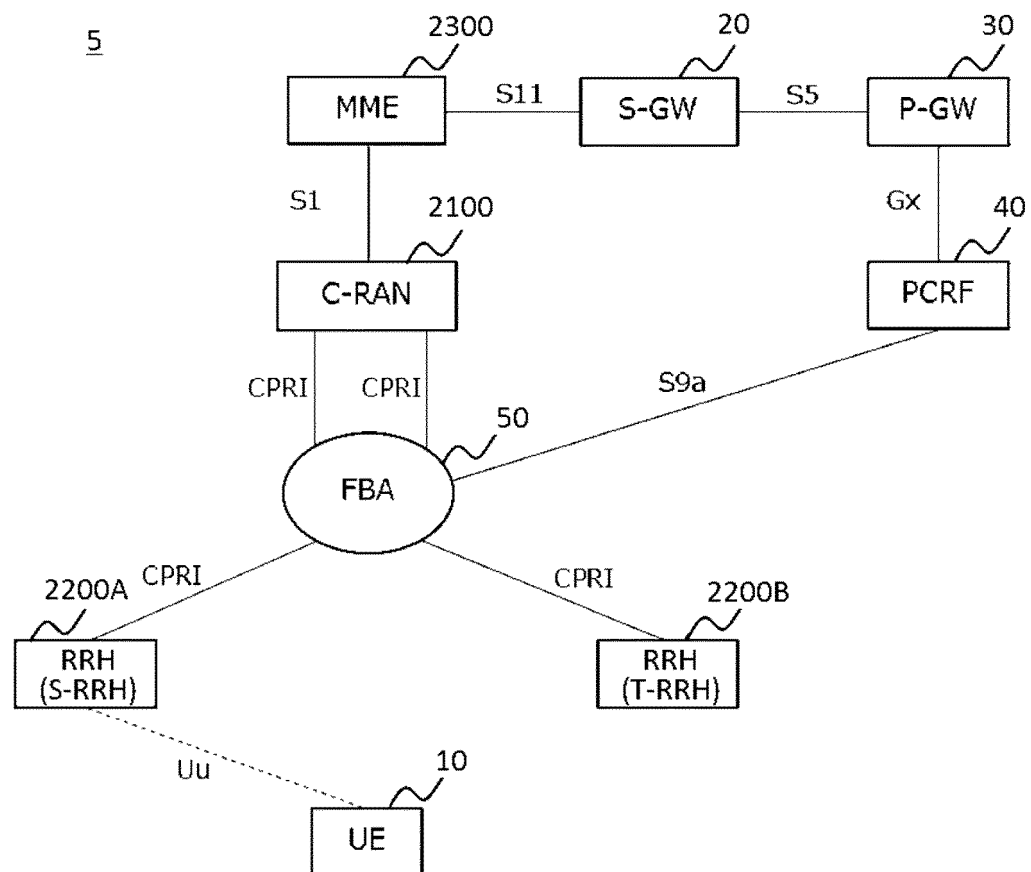 5
2300
20
30
MME
S11
S-GW
S5
P-GW
S1
2100
Gx
40
C-RAN
PCRF
CPRI
CPRI
S9a
50
FBA
2200A
CPRI
CPRI
2200B
RRH
(S-RRH)
RRH
(T-RRH)
Uu
10
UE